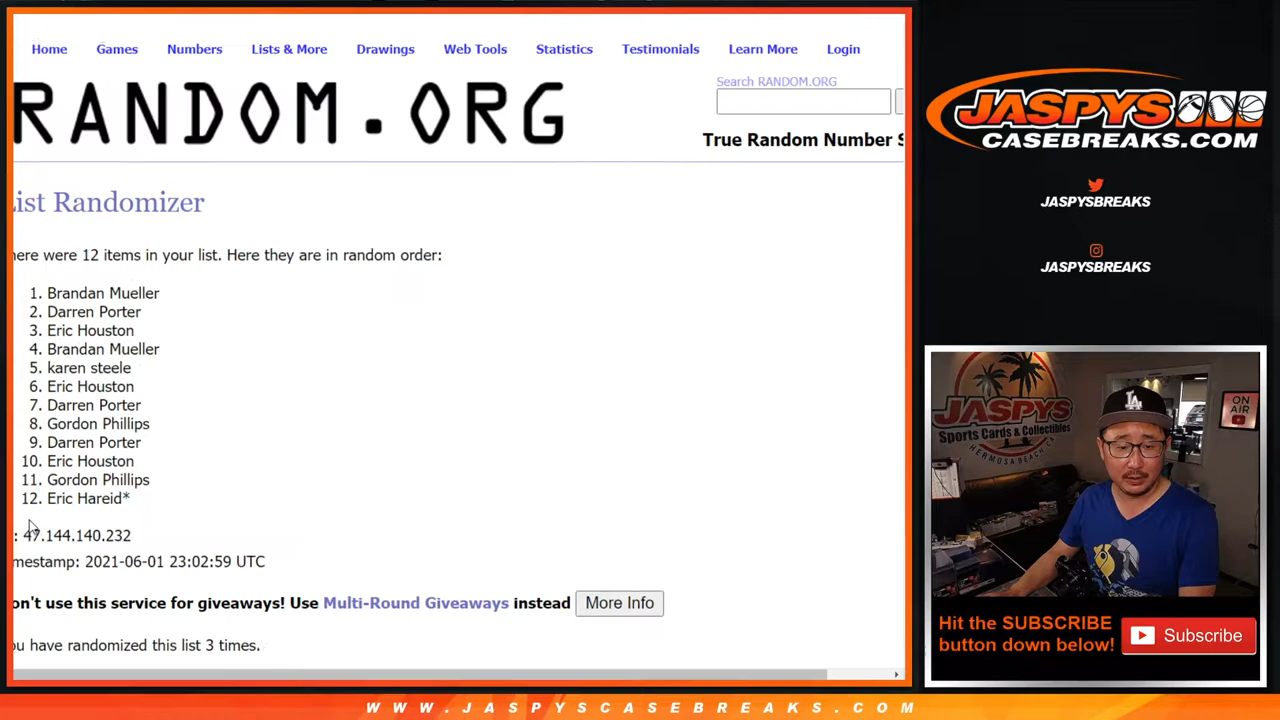 Home Games Numbers Lists & More Drawings Web Tools Statistics Testimonials Learn More Login
RANDOM.ORG
Search RANDOM.ORG
True Random Number S
ist Randomizer
ere were 12 items in your list. Here they are in random order:
1. Brandan Mueller
2. Darren Porter
3. Eric Houston
4. Brandan Mueller
5. karen steele
6. Eric Houston
7. Darren Porter
8. Gordon Phillips
9. Darren Porter
10. Eric Houston
11. Gordon Phillips
12. Eric Hareid*
: 47.144.140.232
mestamp: 2021-06-01 23:02:59 UTC
on't use this service for giveaways! Use Multi-Round Giveaways instead More Info
ou have randomized this list 3 times.
JASPYS
CASEBREAKS.COM
JASPYSBREAKS
JASPYSBREAKS
JASPYS
Sports Cards & Collectibles
HERMOSA BEACH CA
ON AIR
LA
Hit the SUBSCRIBE
button down below!
Subscribe
WWW.JASPYSCASEBREAKS.COM